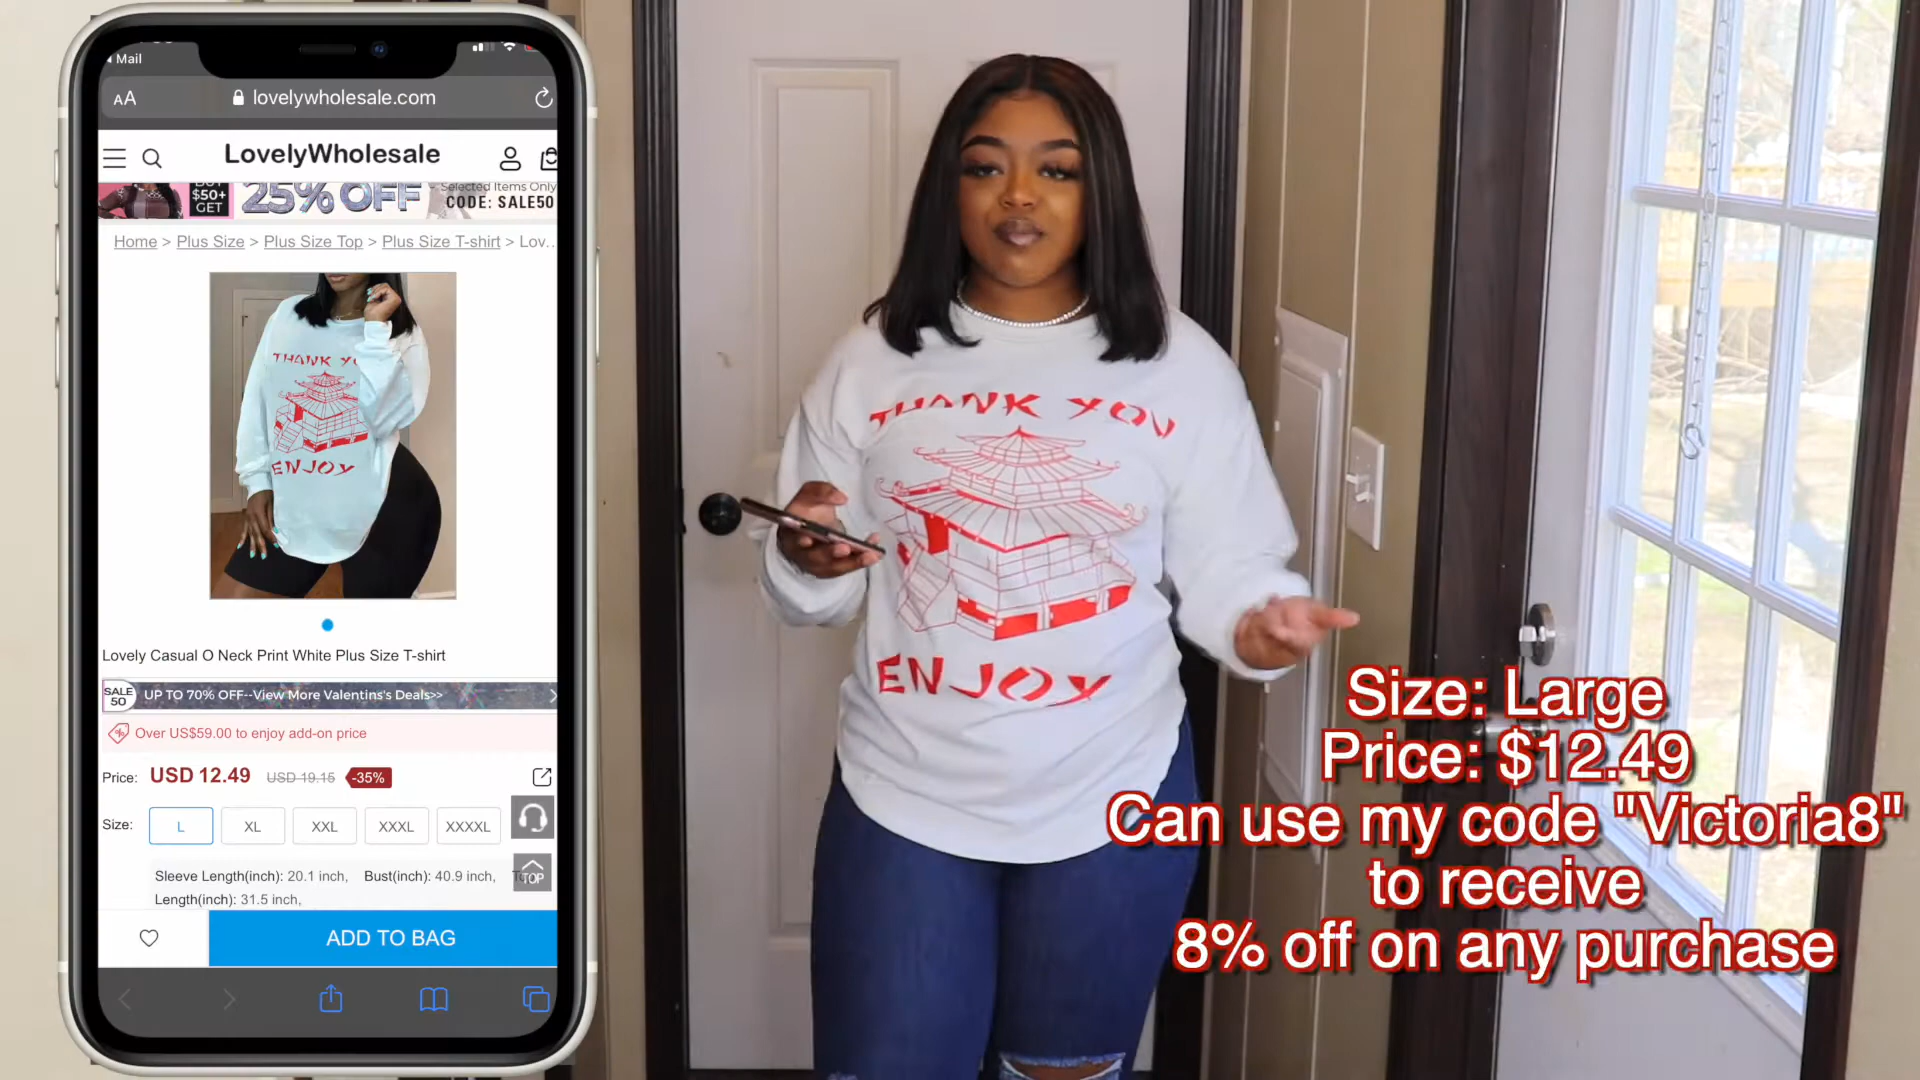 Mail
AA
lovelywholesale.com
LovelyWholesale
$50+
GET
25% OFF
Selected Items Only
CODE: SALE50
Home > Plus Size > Plus Size Top > Plus Size T-shirt > Lov...
THANK YO
ENJOY
Lovely Casual O Neck Print White Plus Size T-shirt
SALE
50
UP TO 70% OFF--View More Valentins's Deals>>
Over US$59.00 to enjoy add-on price
Price: USD 12.49 USD 19.15 -35%
Size: L XL XXL XXXL XXXXL
Sleeve Length(inch): 20.1 inch, Bust(inch): 40.9 inch,
Length(inch): 31.5 inch,
TOP
ADD TO BAG
THANK YOU
ENJOY
Size: Large
Price: $12.49
Can use my code "Victoria8"
to receive
8% off on any purchase